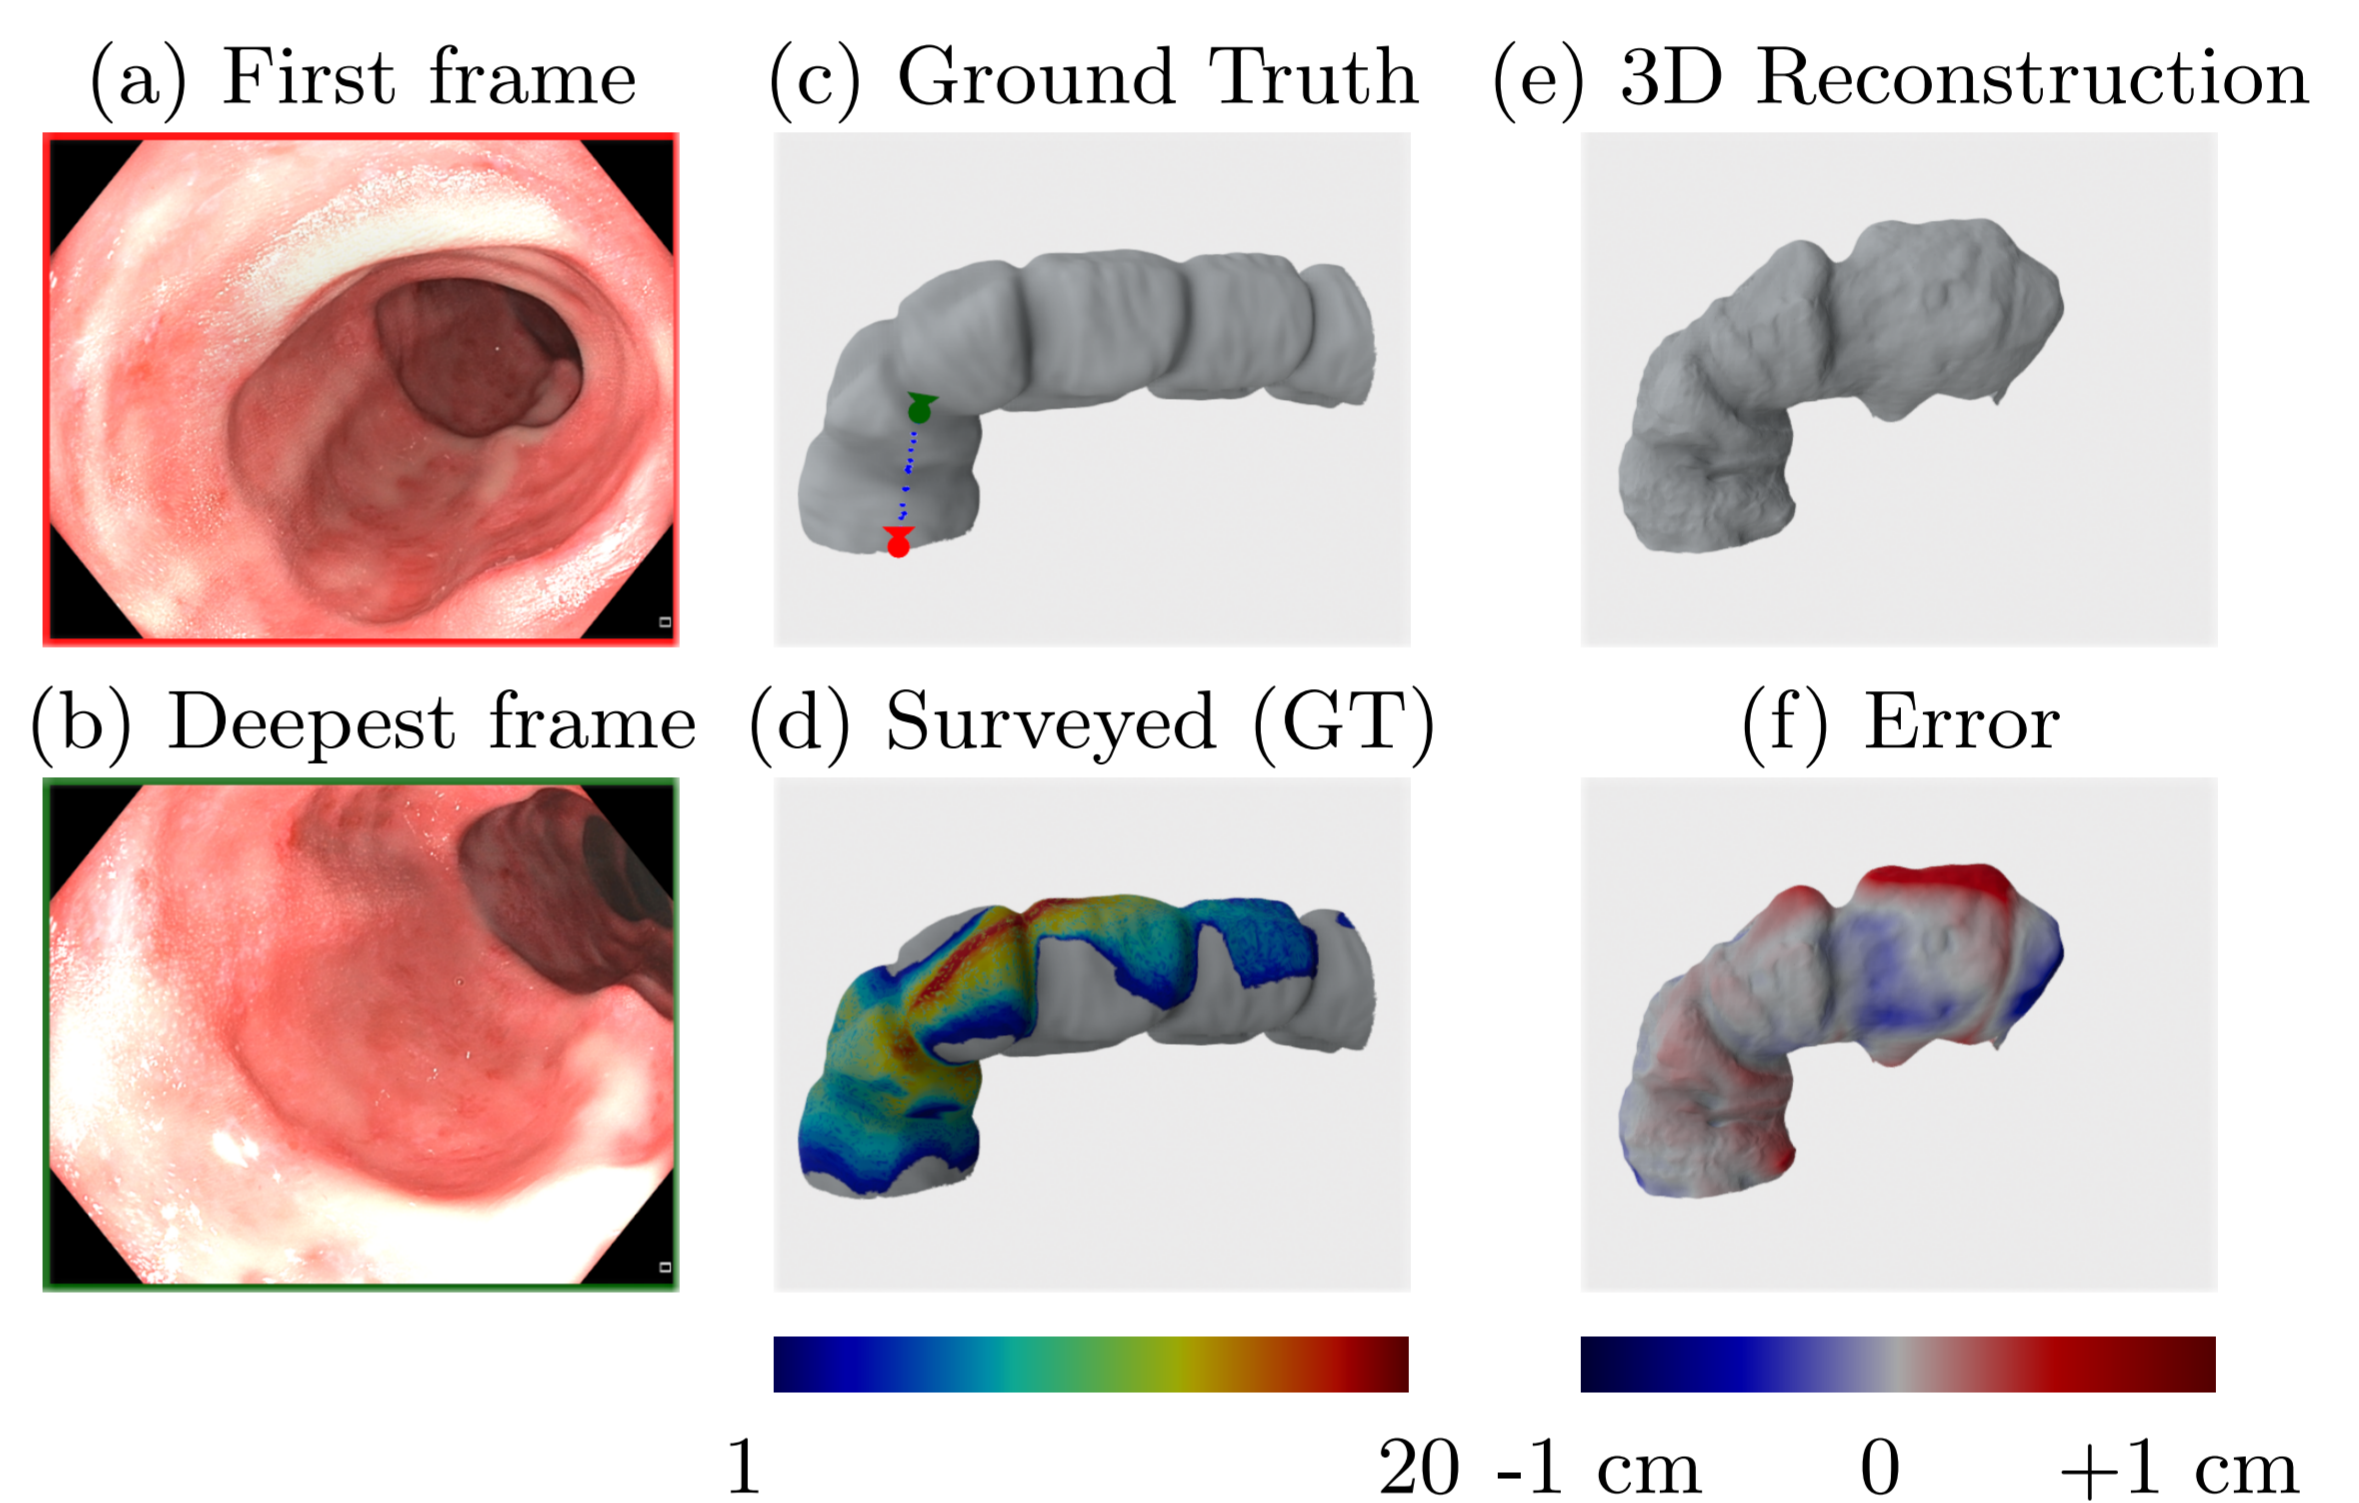 (a) First frame
(c) Ground Truth
(e) 3D Reconstruction
(b) Deepest frame
(d) Surveyed (GT)
(f) Error
1
20
-1 cm
0
+1 cm